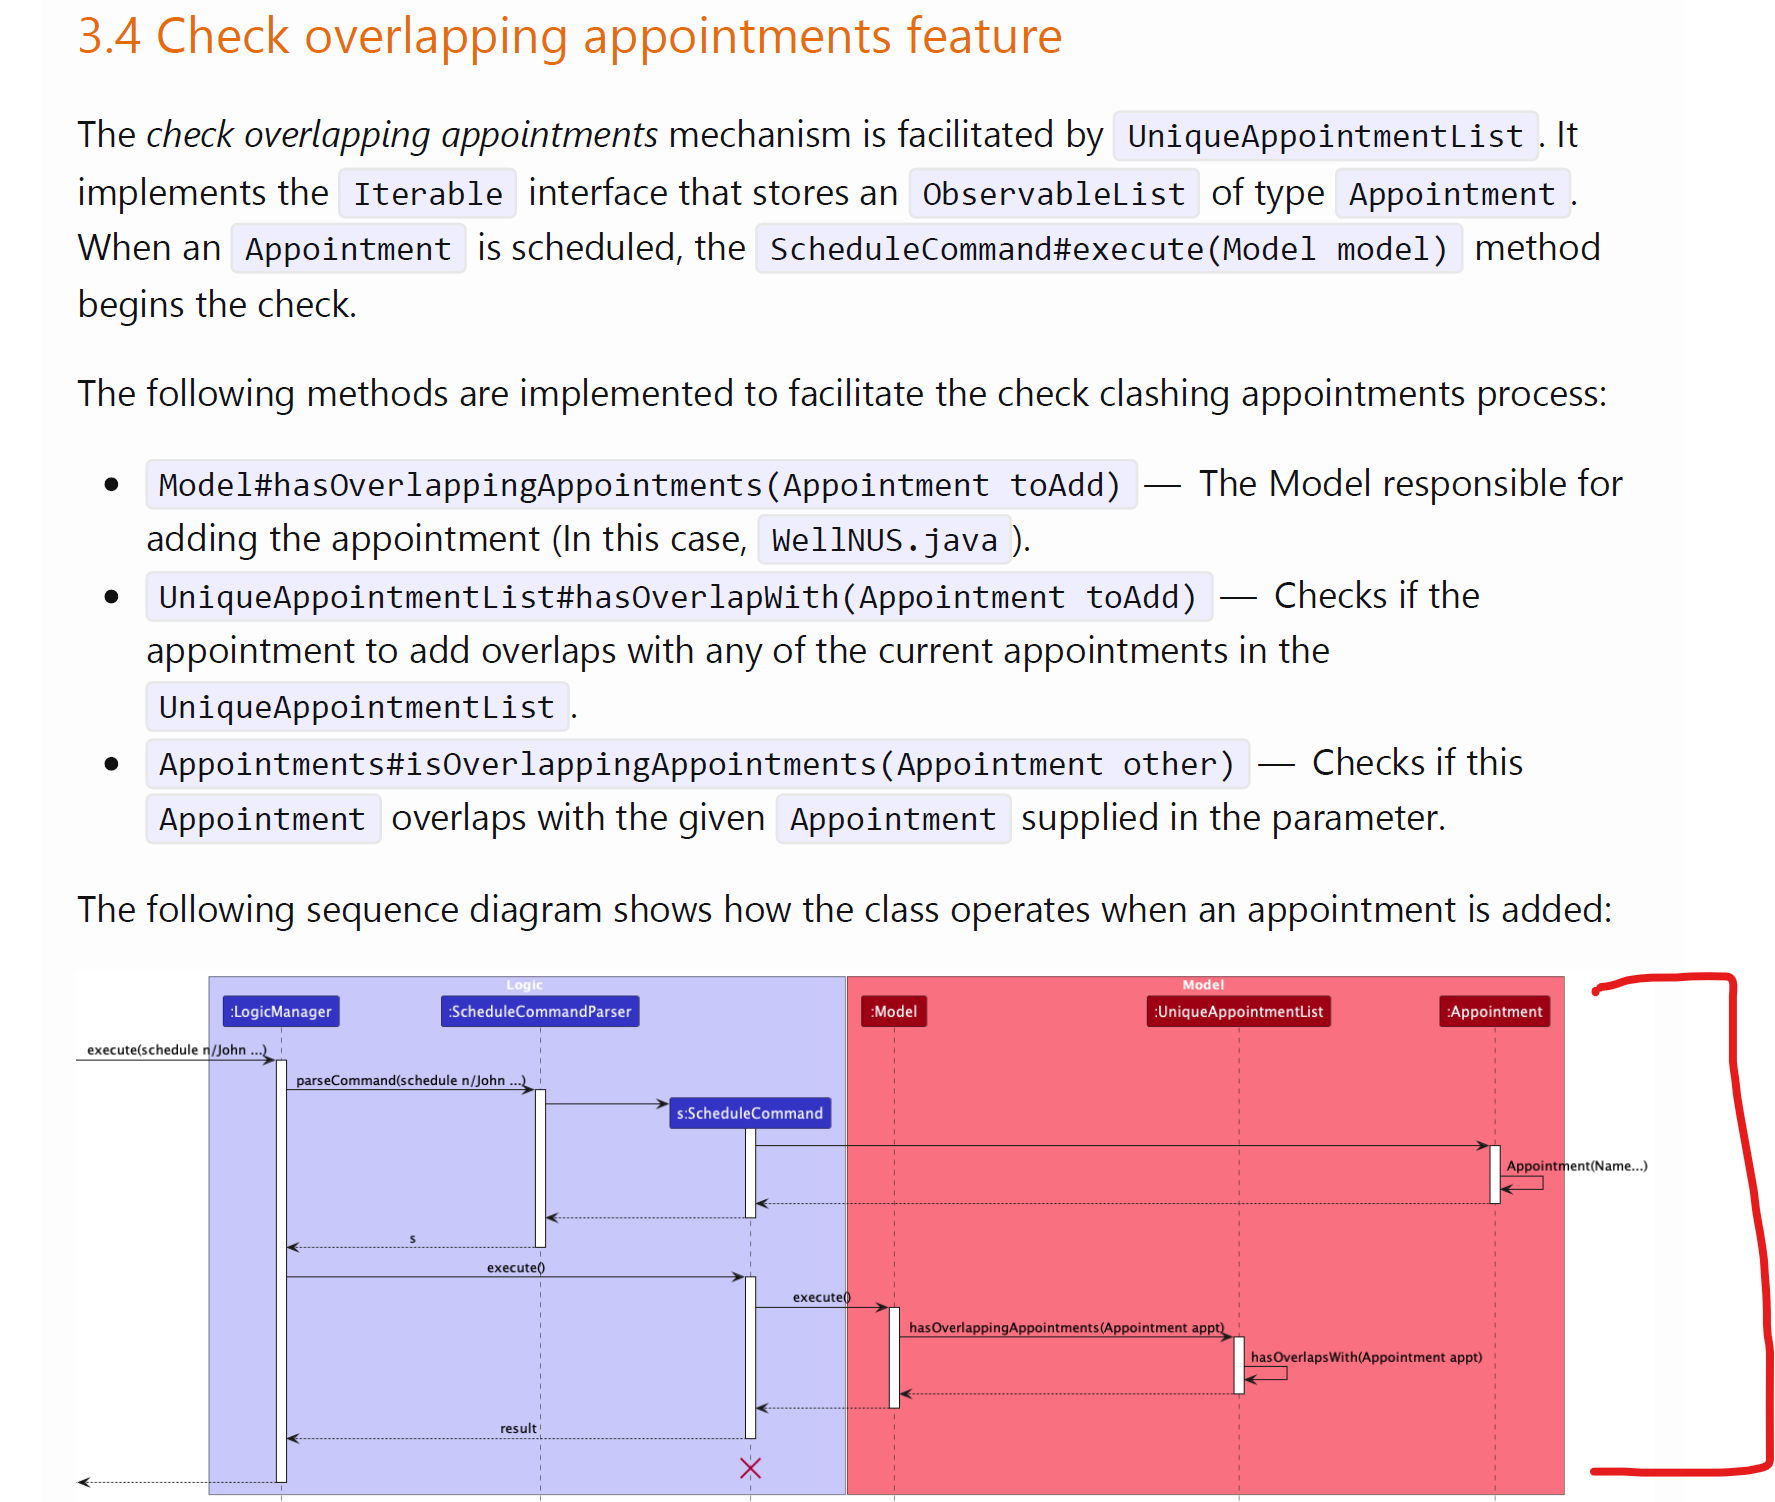 3.4 Check overlapping appointments feature
The check overlapping appointments mechanism is facilitated by UniqueAppointmentList. It
implements the Iterable interface that stores an ObservableList of type Appointment.
When an Appointment is scheduled, the ScheduleCommand#execute(Model model) method
begins the check.
The following methods are implemented to facilitate the check clashing appointments process:
• Model#hasOverlappingAppointments(Appointment toAdd) — The Model responsible for
adding the appointment (In this case, WellNUS.java).
• UniqueAppointmentList#hasOverlapWith(Appointment toAdd) — Checks if the
appointment to add overlaps with any of the current appointments in the
UniqueAppointmentList.
• Appointments#isOverlappingAppointments(Appointment other) — Checks if this
Appointment overlaps with the given Appointment supplied in the parameter.
The following sequence diagram shows how the class operates when an appointment is added:
Logic
Model
:LogicManager
:ScheduleCommandParser
:Model
:UniqueAppointmentList
:Appointment
execute(schedule n/John ...)
parseCommand(schedule n/John ...)
s:ScheduleCommand
Appointment(Name...)
s
execute()
execute()
hasOverlappingAppointments(Appointment appt)
hasOverlapsWith(Appointment appt)
result